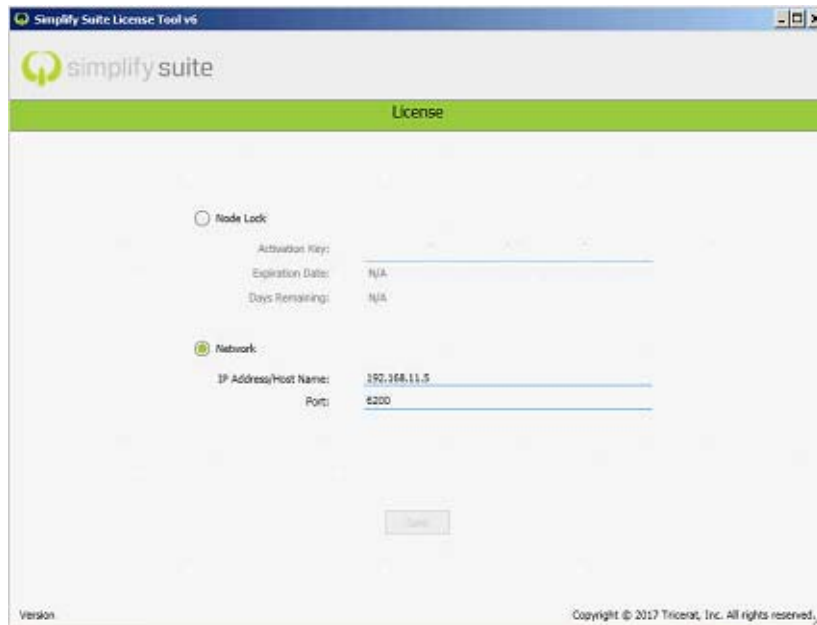 Simplify Suite License Tool v6
simplify suite
License
Node Lock
Activation Key:
Expiration Date: N/A
Days Remaining: N/A
Network
IP Address/Host Name: 192.168.11.5
Port: 6200
Save
Version
Copyright © 2017 Tricerat, Inc. All rights reserved.